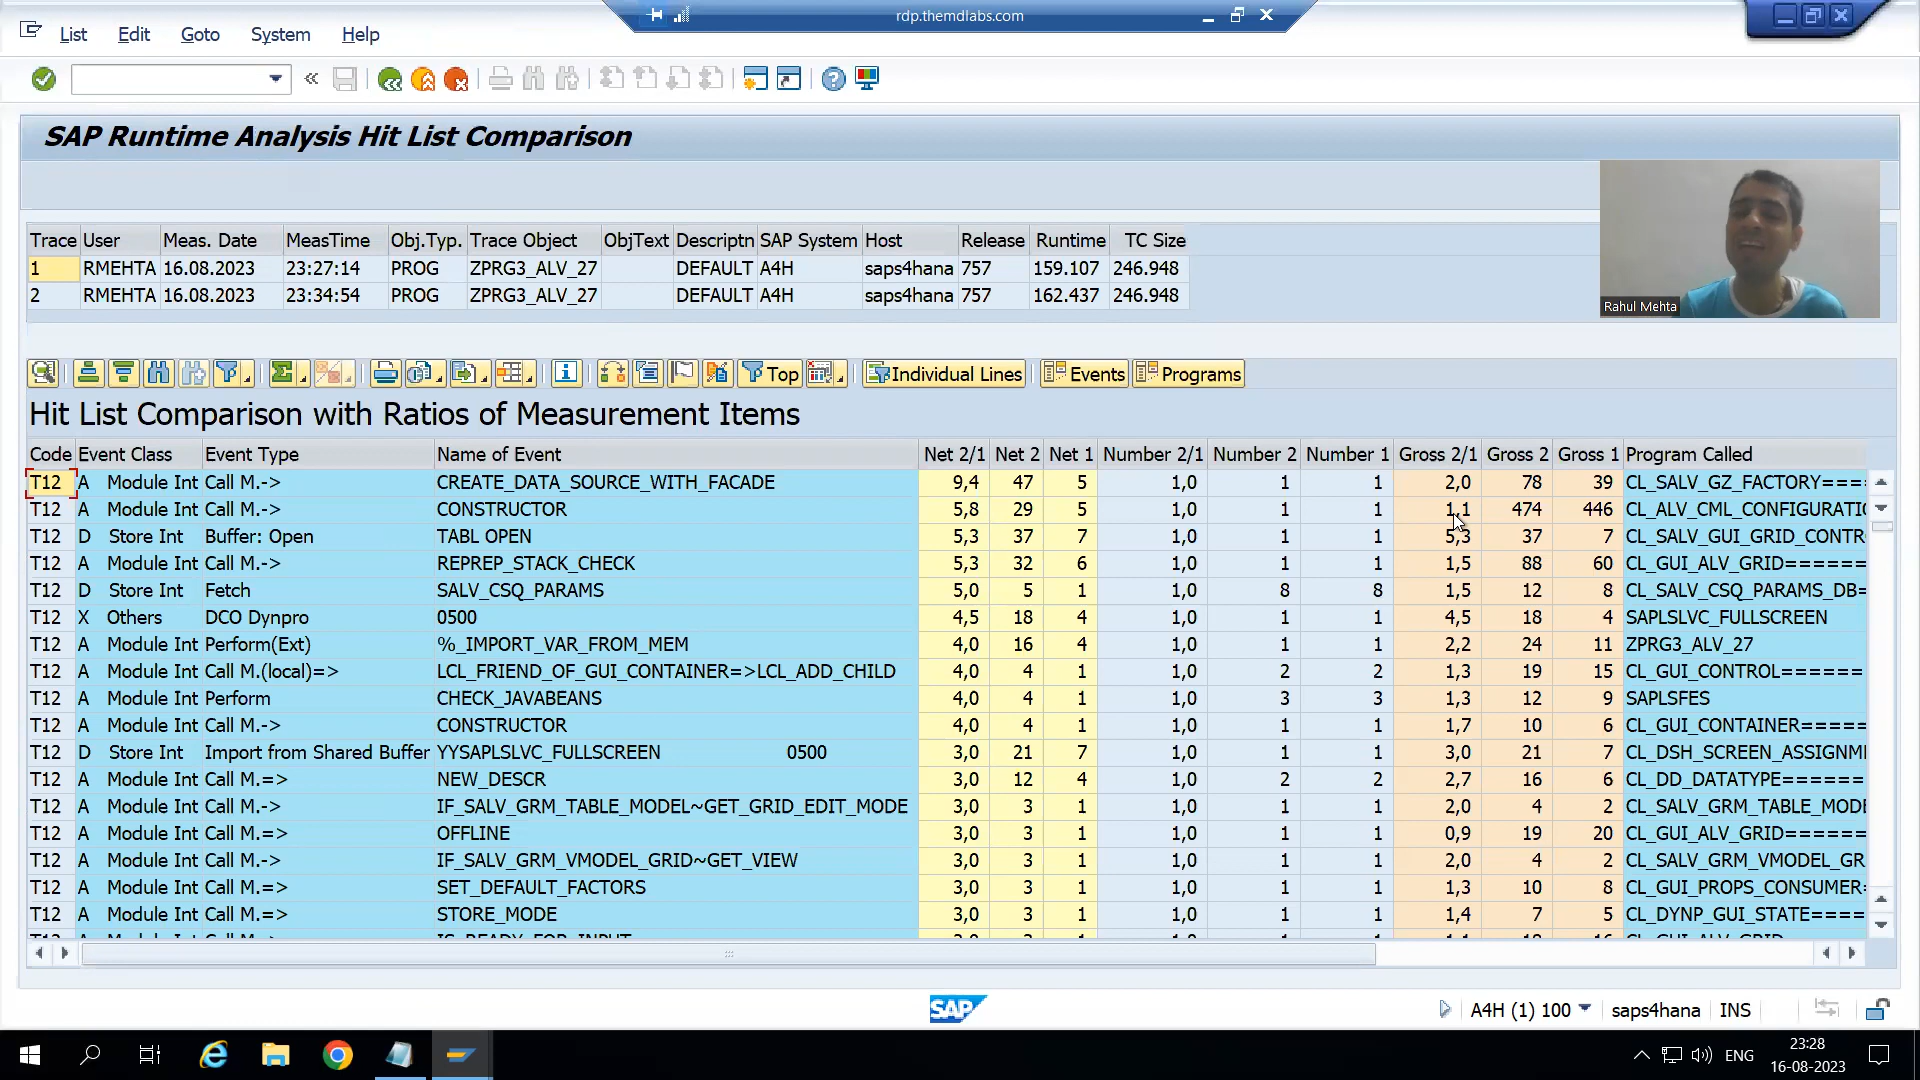 rdp.themdlabs.com
List Edit Goto System Help
SAP Runtime Analysis Hit List Comparison
Rahul Mehta
Trace User Meas. Date MeasTime Obj.Typ. Trace Object ObjText Descriptn SAP System Host Release Runtime TC Size
1 RMEHTA 16.08.2023 23:27:14 PROG ZPRG3_ALV_27 DEFAULT A4H saps4hana 757 159.107 246.948
2 RMEHTA 16.08.2023 23:34:54 PROG ZPRG3_ALV_27 DEFAULT A4H saps4hana 757 162.437 246.948
Top Individual Lines Events Programs
Hit List Comparison with Ratios of Measurement Items
Code Event Class Event Type Name of Event Net 2/1 Net 2 Net 1 Number 2/1 Number 2 Number 1 Gross 2/1 Gross 2 Gross 1 Program Called
T12 A Module Int Call M.-> CREATE_DATA_SOURCE_WITH_FACADE 9,4 47 5 1,0 1 1 2,0 78 39 CL_SALV_GZ_FACTORY====
T12 A Module Int Call M.-> CONSTRUCTOR 5,8 29 5 1,0 1 1 1,1 474 446 CL_ALV_CML_CONFIGURATIO
T12 D Store Int Buffer: Open TABL OPEN 5,3 37 7 1,0 1 1 5,3 37 7 CL_SALV_GUI_GRID_CONTR
T12 A Module Int Call M.-> REPREP_STACK_CHECK 5,3 32 6 1,0 1 1 1,5 88 60 CL_GUI_ALV_GRID======
T12 D Store Int Fetch SALV_CSQ_PARAMS 5,0 5 1 1,0 8 8 1,5 12 8 CL_SALV_CSQ_PARAMS_DB=
T12 X Others DCO Dynpro 0500 4,5 18 4 1,0 1 1 4,5 18 4 SAPLSLVC_FULLSCREEN
T12 A Module Int Perform(Ext) %_IMPORT_VAR_FROM_MEM 4,0 16 4 1,0 1 1 2,2 24 11 ZPRG3_ALV_27
T12 A Module Int Call M.(local)=> LCL_FRIEND_OF_GUI_CONTAINER=>LCL_ADD_CHILD 4,0 4 1 1,0 2 2 1,3 19 15 CL_GUI_CONTROL=======
T12 A Module Int Perform CHECK_JAVABEANS 4,0 4 1 1,0 3 3 1,3 12 9 SAPLSFES
T12 A Module Int Call M.-> CONSTRUCTOR 4,0 4 1 1,0 1 1 1,7 10 6 CL_GUI_CONTAINER=====
T12 D Store Int Import from Shared Buffer YYSAPLSLVC_FULLSCREEN 0500 3,0 21 7 1,0 1 1 3,0 21 7 CL_DSH_SCREEN_ASSIGNM
T12 A Module Int Call M.=> NEW_DESCR 3,0 12 4 1,0 2 2 2,7 16 6 CL_DD_DATATYPE=======
T12 A Module Int Call M.-> IF_SALV_GRM_TABLE_MODEL~GET_GRID_EDIT_MODE 3,0 3 1 1,0 1 1 2,0 4 2 CL_SALV_GRM_TABLE_MODE
T12 A Module Int Call M.=> OFFLINE 3,0 3 1 1,0 1 1 0,9 19 20 CL_GUI_ALV_GRID======
T12 A Module Int Call M.-> IF_SALV_GRM_VMODEL_GRID~GET_VIEW 3,0 3 1 1,0 1 1 2,0 4 2 CL_SALV_GRM_VMODEL_GR
T12 A Module Int Call M.=> SET_DEFAULT_FACTORS 3,0 3 1 1,0 1 1 1,3 10 8 CL_GUI_PROPS_CONSUMER=
T12 A Module Int Call M.=> STORE_MODE 3,0 3 1 1,0 1 1 1,4 7 5 CL_DYNP_GUI_STATE====
SAP A4H (1) 100 saps4hana INS
ENG 23:28
16-08-2023